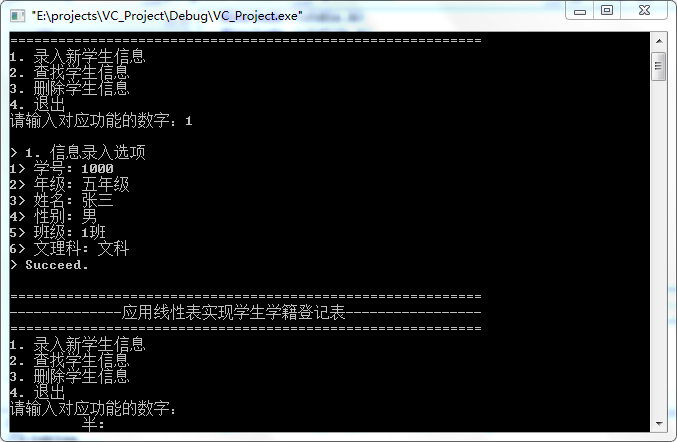 "E:\projects\VC_Project\Debug\VC_Project.exe"
===========================================================
1. 录入新学生信息
2. 查找学生信息
3. 删除学生信息
4. 退出
请输入对应功能的数字：1
> 1. 信息录入选项
1> 学号：1000
2> 年级：五年级
3> 姓名：张三
4> 性别：男
5> 班级：1班
6> 文理科：文科
> Succeed.
===========================================================
--------------应用线性表实现学生学籍登记表-----------------
===========================================================
1. 录入新学生信息
2. 查找学生信息
3. 删除学生信息
4. 退出
请输入对应功能的数字：
半：